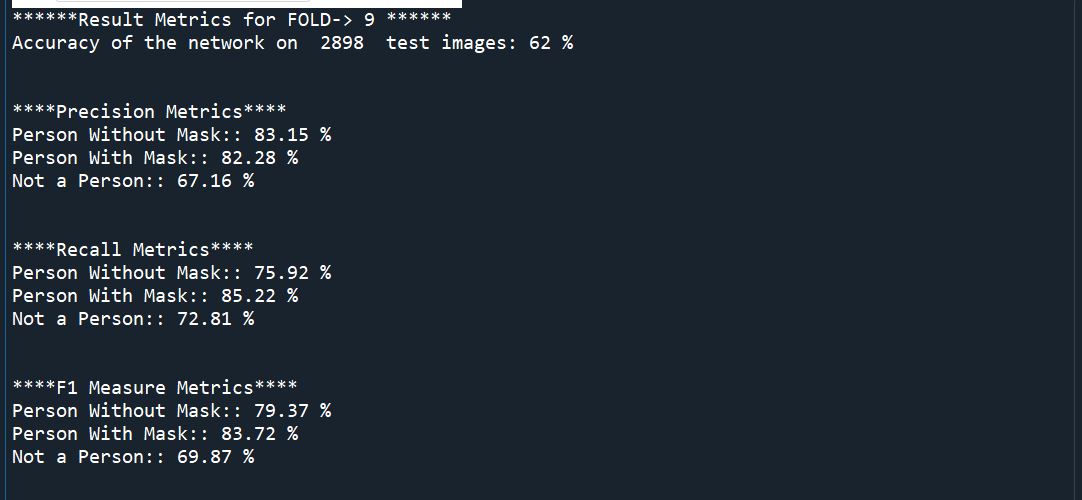 ******Result Metrics for FOLD-> 9 ******
Accuracy of the network on  2898  test images: 62 %
****Precision Metrics****
Person Without Mask:: 83.15 %
Person With Mask:: 82.28 %
Not a Person:: 67.16 %
****Recall Metrics****
Person Without Mask:: 75.92 %
Person With Mask:: 85.22 %
Not a Person:: 72.81 %
****F1 Measure Metrics****
Person Without Mask:: 79.37 %
Person With Mask:: 83.72 %
Not a Person:: 69.87 %